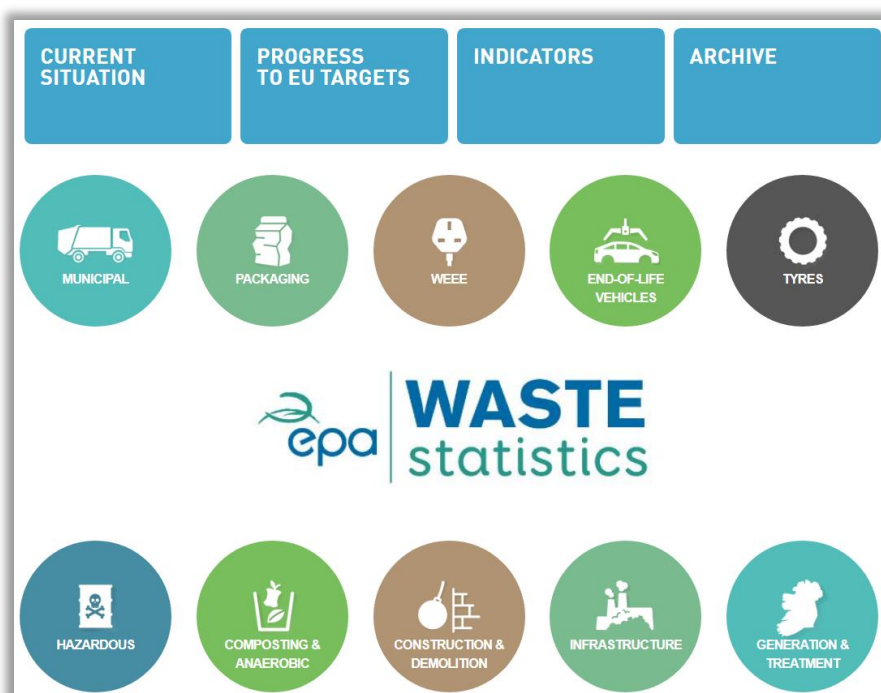 CURRENT
SITUATION
PROGRESS
TO EU TARGETS
INDICATORS
ARCHIVE
MUNICIPAL
PACKAGING
WEEE
END-OF-LIFE
VEHICLES
TYRES
epa
WASTE
statistics
HAZARDOUS
COMPOSTING &
ANAEROBIC
CONSTRUCTION &
DEMOLITION
INFRASTRUCTURE
GENERATION &
TREATMENT